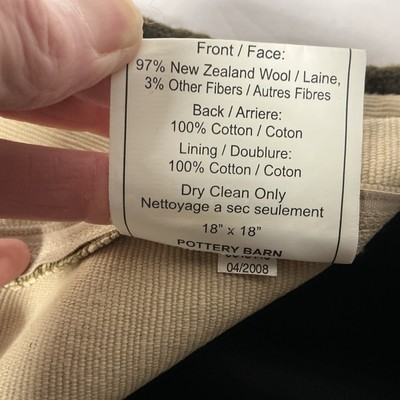 Front / Face:
97% New Zealand Wool / Laine,
3% Other Fibers / Autres Fibres
Back / Arriere:
100% Cotton / Coton
Lining / Doublure:
100% Cotton / Coton
Dry Clean Only
Nettoyage a sec seulement
18" x 18"
POTTERY BARN
04/2008